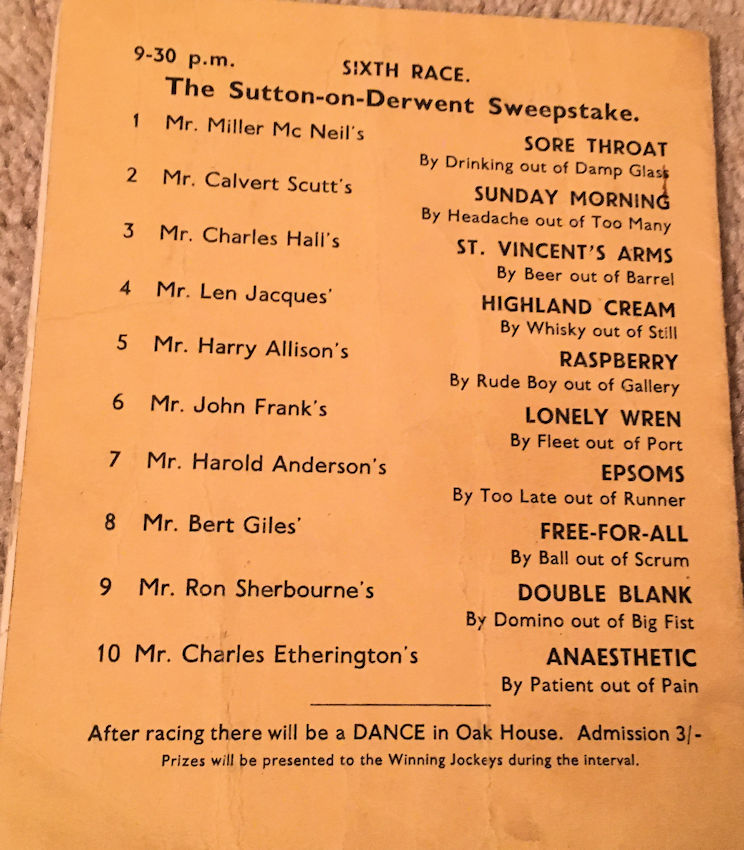 9-30 p.m. SIXTH RACE.
The Sutton-on-Derwent Sweepstake.
1 Mr. Miller Mc Neil's SORE THROAT
By Drinking out of Damp Glass
2 Mr. Calvert Scutt's SUNDAY MORNING
By Headache out of Too Many
3 Mr. Charles Hall's ST. VINCENT'S ARMS
By Beer out of Barrel
4 Mr. Len Jacques' HIGHLAND CREAM
By Whisky out of Still
5 Mr. Harry Allison's RASPBERRY
By Rude Boy out of Gallery
6 Mr. John Frank's LONELY WREN
By Fleet out of Port
7 Mr. Harold Anderson's EPSOMS
By Too Late out of Runner
8 Mr. Bert Giles' FREE-FOR-ALL
By Ball out of Scrum
9 Mr. Ron Sherbourne's DOUBLE BLANK
By Domino out of Big Fist
10 Mr. Charles Etherington's ANAESTHETIC
By Patient out of Pain
After racing there will be a DANCE in Oak House. Admission 3/-
Prizes will be presented to the Winning Jockeys during the interval.